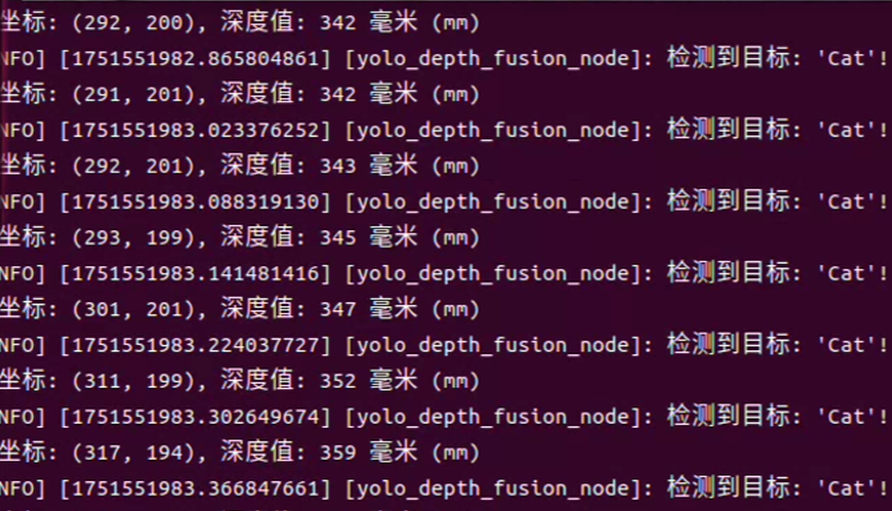 坐标: (292, 200), 深度值: 342 毫米 (mm)
NFO] [1751551982.865804861] [yolo_depth_fusion_node]: 检测到目标: 'Cat'!
坐标: (291, 201), 深度值: 342 毫米 (mm)
NFO] [1751551983.023376252] [yolo_depth_fusion_node]: 检测到目标: 'Cat'!
坐标: (292, 201), 深度值: 343 毫米 (mm)
NFO] [1751551983.088319130] [yolo_depth_fusion_node]: 检测到目标: 'Cat'!
坐标: (293, 199), 深度值: 345 毫米 (mm)
NFO] [1751551983.141481416] [yolo_depth_fusion_node]: 检测到目标: 'Cat'!
坐标: (301, 201), 深度值: 347 毫米 (mm)
NFO] [1751551983.224037727] [yolo_depth_fusion_node]: 检测到目标: 'Cat'!
坐标: (311, 199), 深度值: 352 毫米 (mm)
NFO] [1751551983.302649674] [yolo_depth_fusion_node]: 检测到目标: 'Cat'!
坐标: (317, 194), 深度值: 359 毫米 (mm)
NFO] [1751551983.366847661] [yolo_depth_fusion_node]: 检测到目标: 'Cat'!